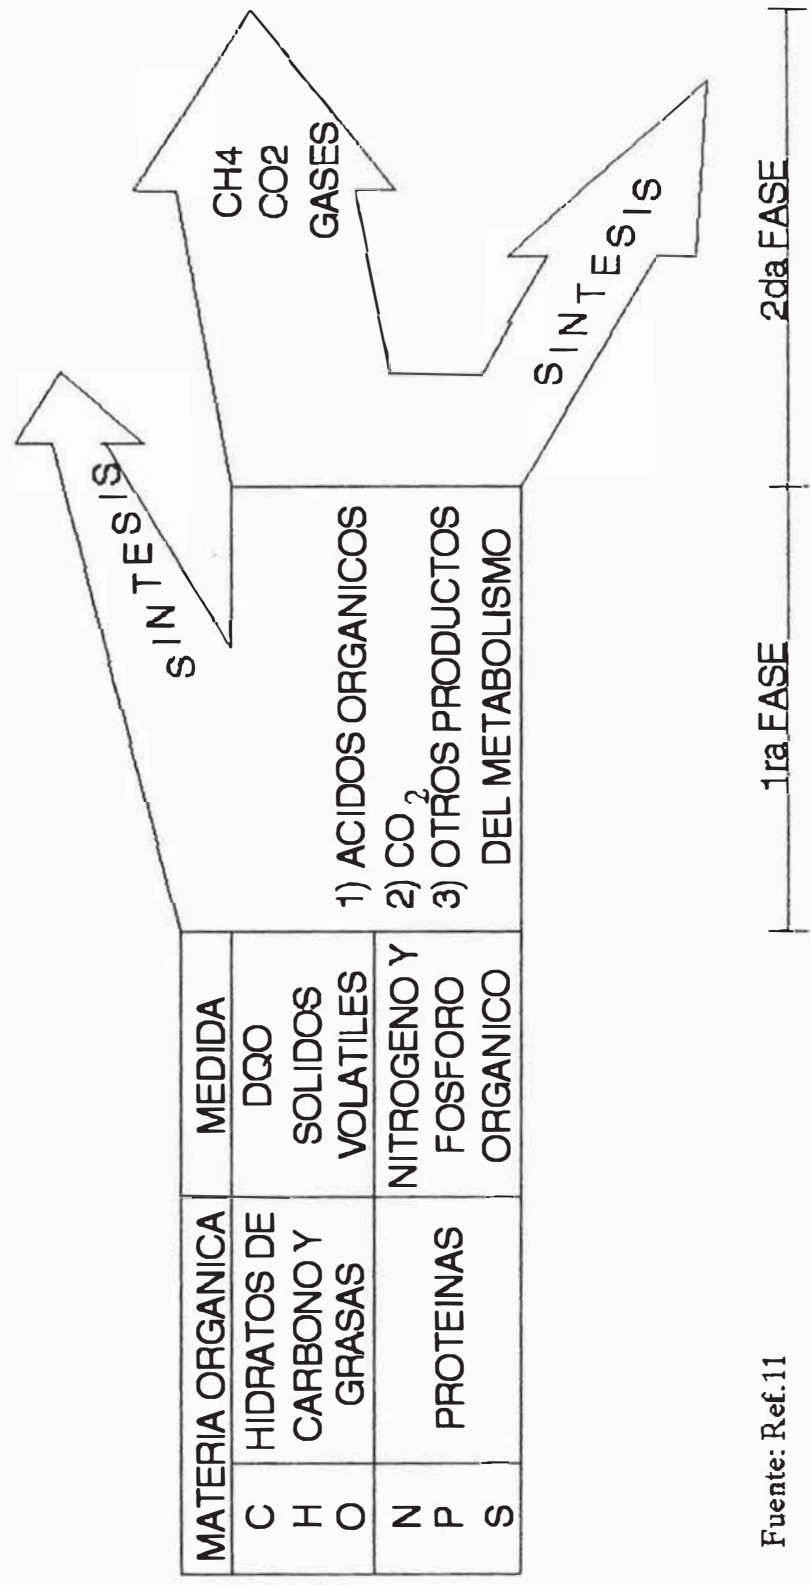 MATERIA ORGANICA
MEDIDA
C
H
O
HIDRATOS DE
CARBONO Y
GRASAS
DQO
SOLIDOS
VOLATILES
N
P
S
PROTEINAS
NITROGENO Y
FOSFORO
ORGANICO
1) ACIDOS ORGANICOS
2) CO2
3) OTROS PRODUCTOS
DEL METABOLISMO
SINTESIS
CH4
CO2
GASES
SINTESIS
1ra FASE
2da FASE
Fuente: Ref.11